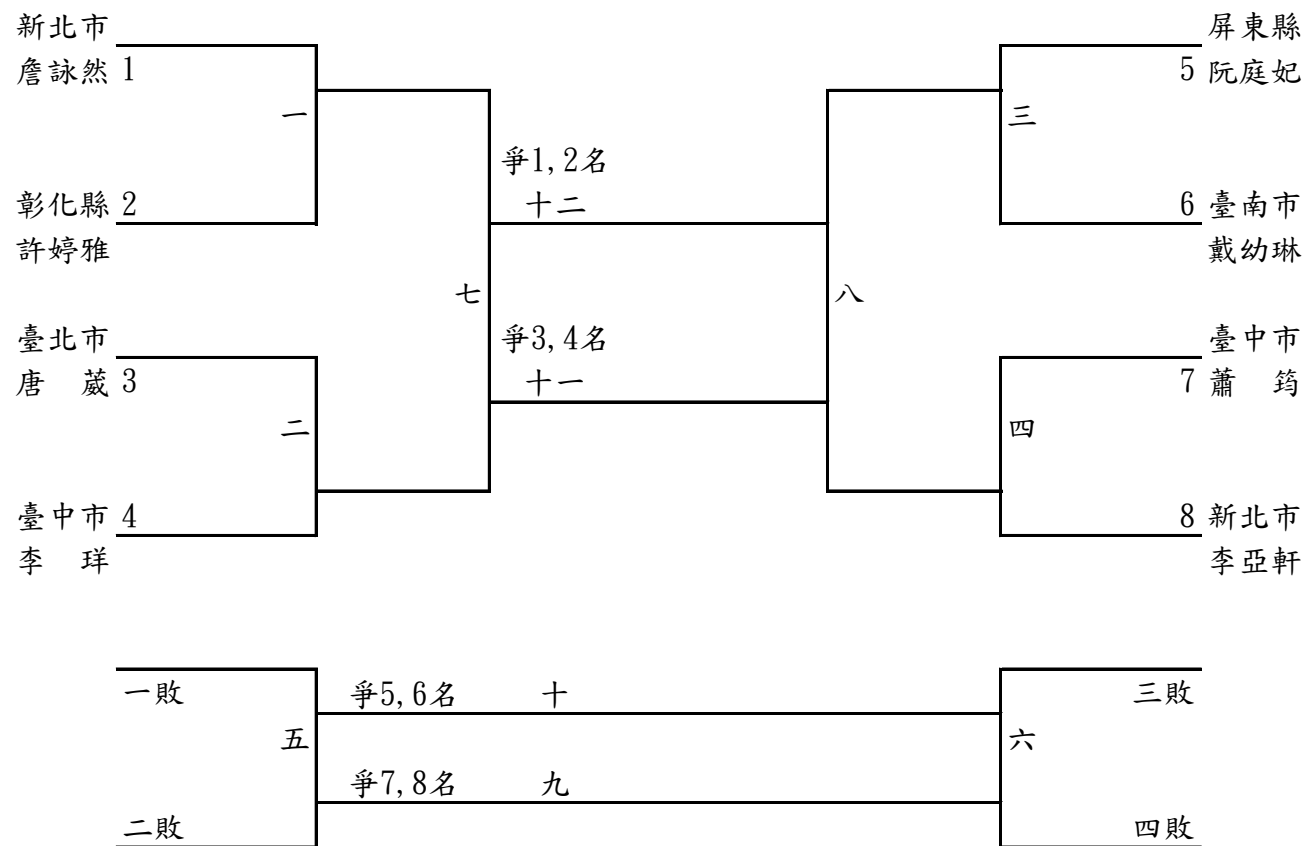 新北市 屏東縣
詹詠然 1 5 阮庭妃
一 三
爭1,2名
彰化縣 2 十二 6 臺南市
許婷雅 戴幼琳
七 八
臺北市 爭3,4名 臺中市
唐 葳 3 十一 7 蕭 筠
二 四
臺中市 4 8 新北市
李 珜 李亞軒
一敗 爭5,6名 十 三敗
五 六
爭7,8名 九
二敗 四敗